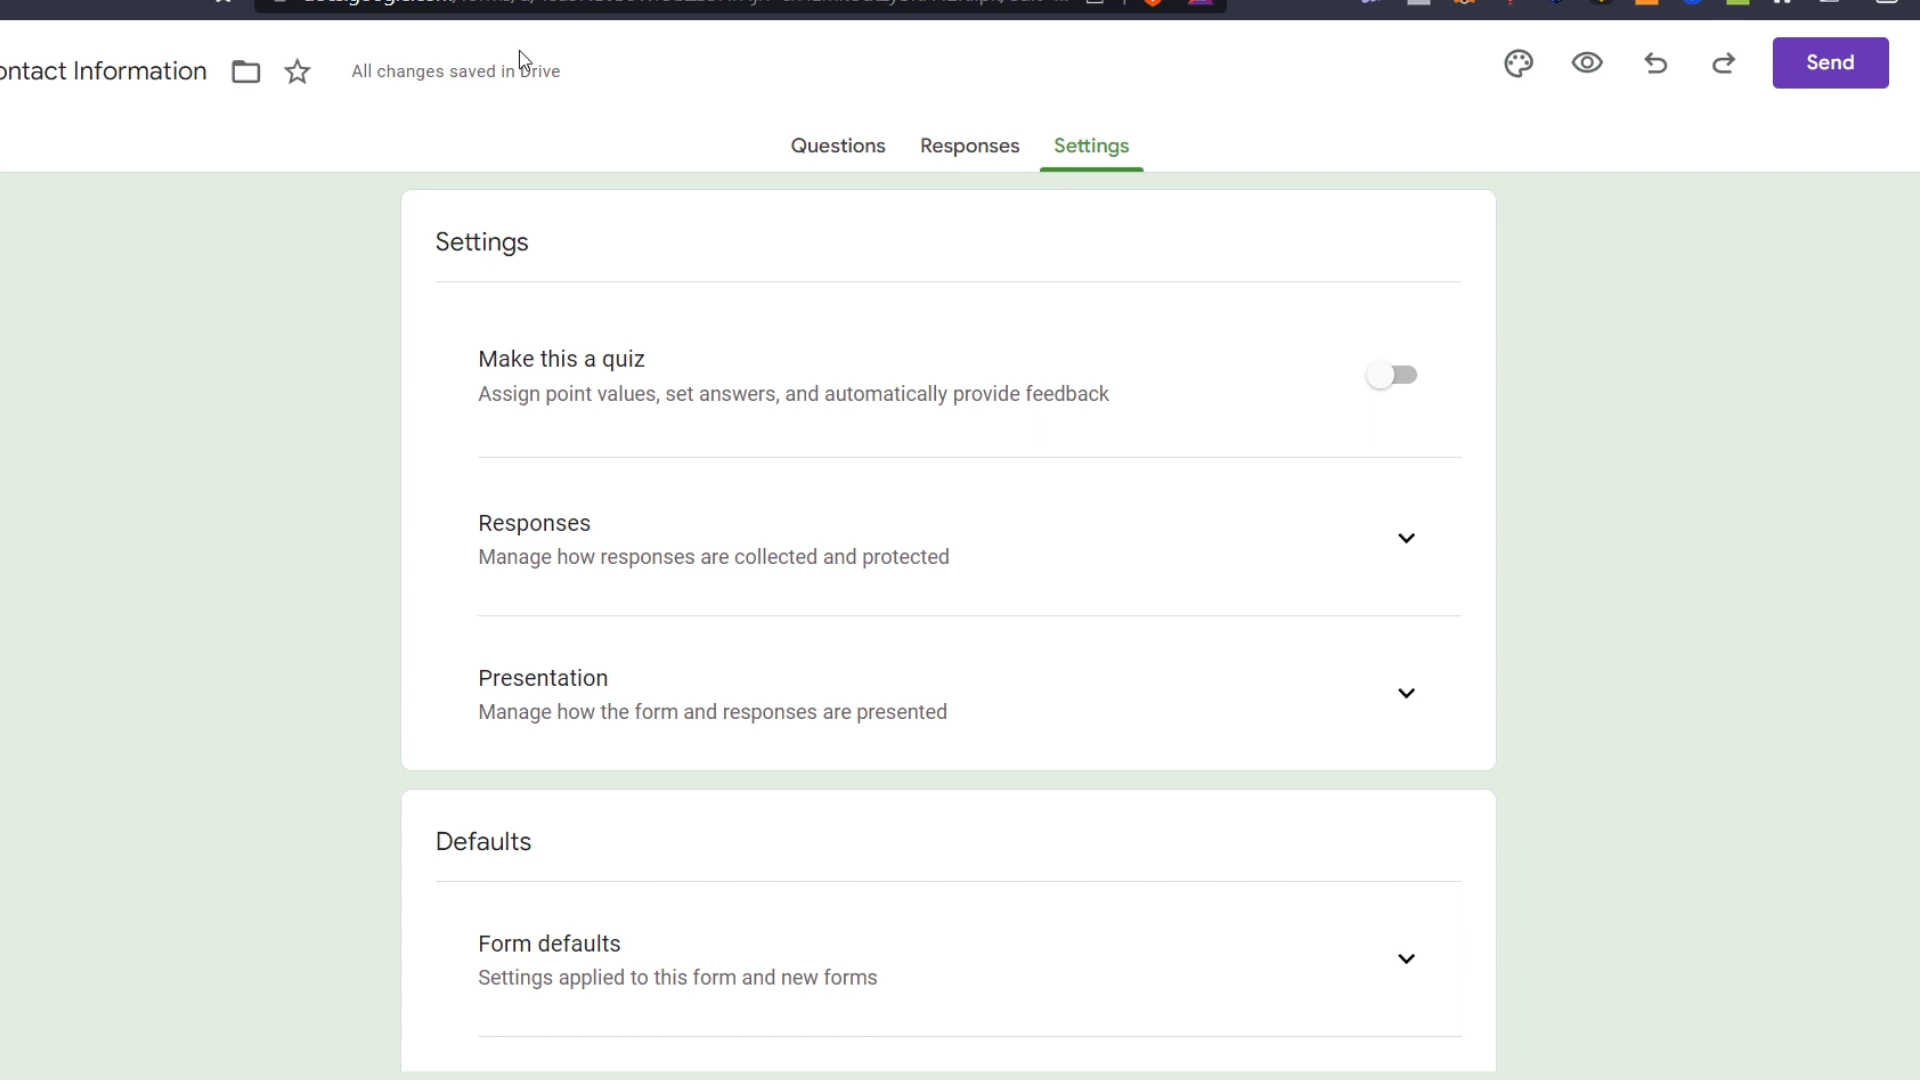 ontact Information
All changes saved in Drive
Send
Questions
Responses
Settings
Settings
Make this a quiz
Assign point values, set answers, and automatically provide feedback
Responses
Manage how responses are collected and protected
Presentation
Manage how the form and responses are presented
Defaults
Form defaults
Settings applied to this form and new forms